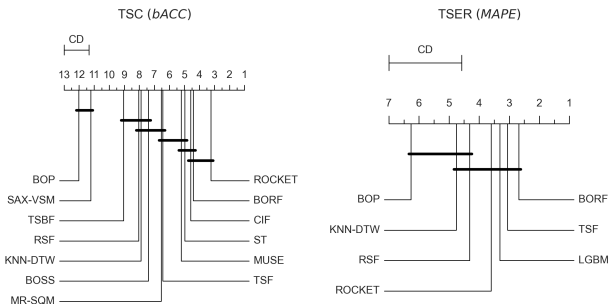 TSC (bACC)
CD
13 12 11 10 9 8 7 6 5 4 3 2 1
BOP
SAX-VSM
TSBF
RSF
KNN-DTW
BOSS
MR-SQM
ROCKET
BORF
CIF
ST
MUSE
TSF
TSER (MAPE)
CD
7 6 5 4 3 2 1
BOP
KNN-DTW
RSF
ROCKET
BORF
TSF
LGBM